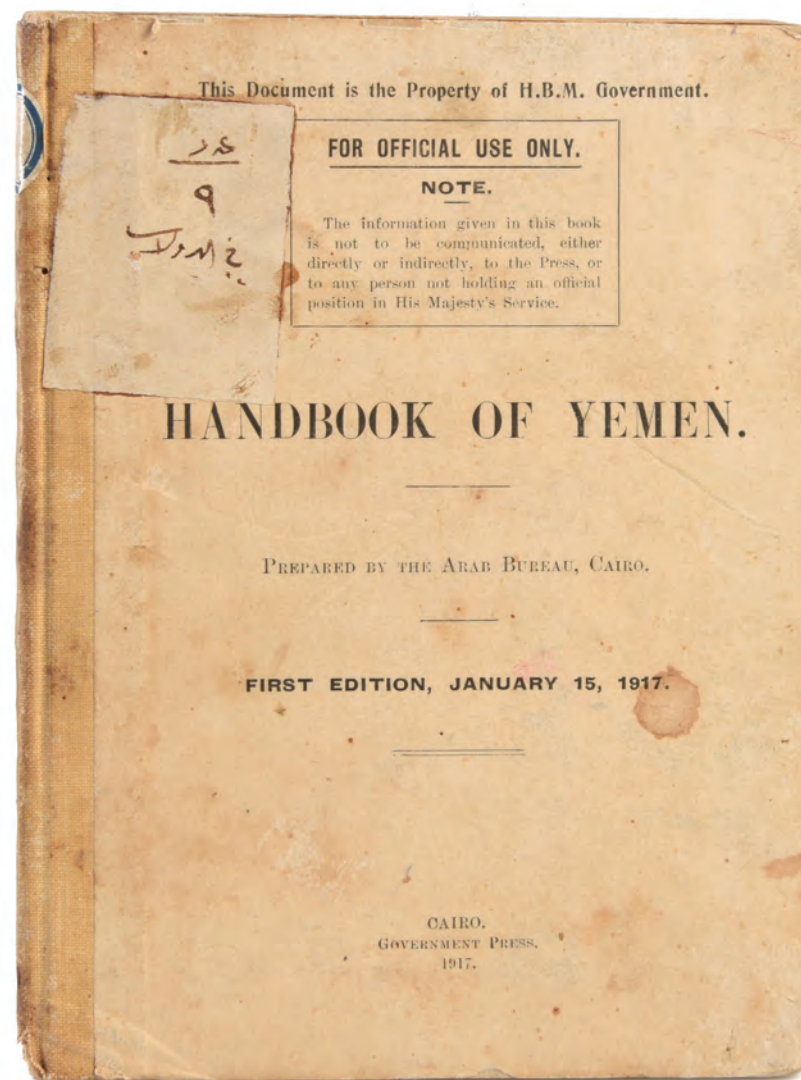 This Document is the Property of H.B.M. Government.
عدد
٩
FOR OFFICIAL USE ONLY.
NOTE.
The information given in this book
is not to be communicated, either
directly or indirectly, to the Press, or
to any person not holding an official
position in His Majesty's Service.
HANDBOOK OF YEMEN.
PREPARED BY THE ARAB BUREAU, CAIRO.
FIRST EDITION, JANUARY 15, 1917.
CAIRO.
GOVERNMENT PRESS.
1917.